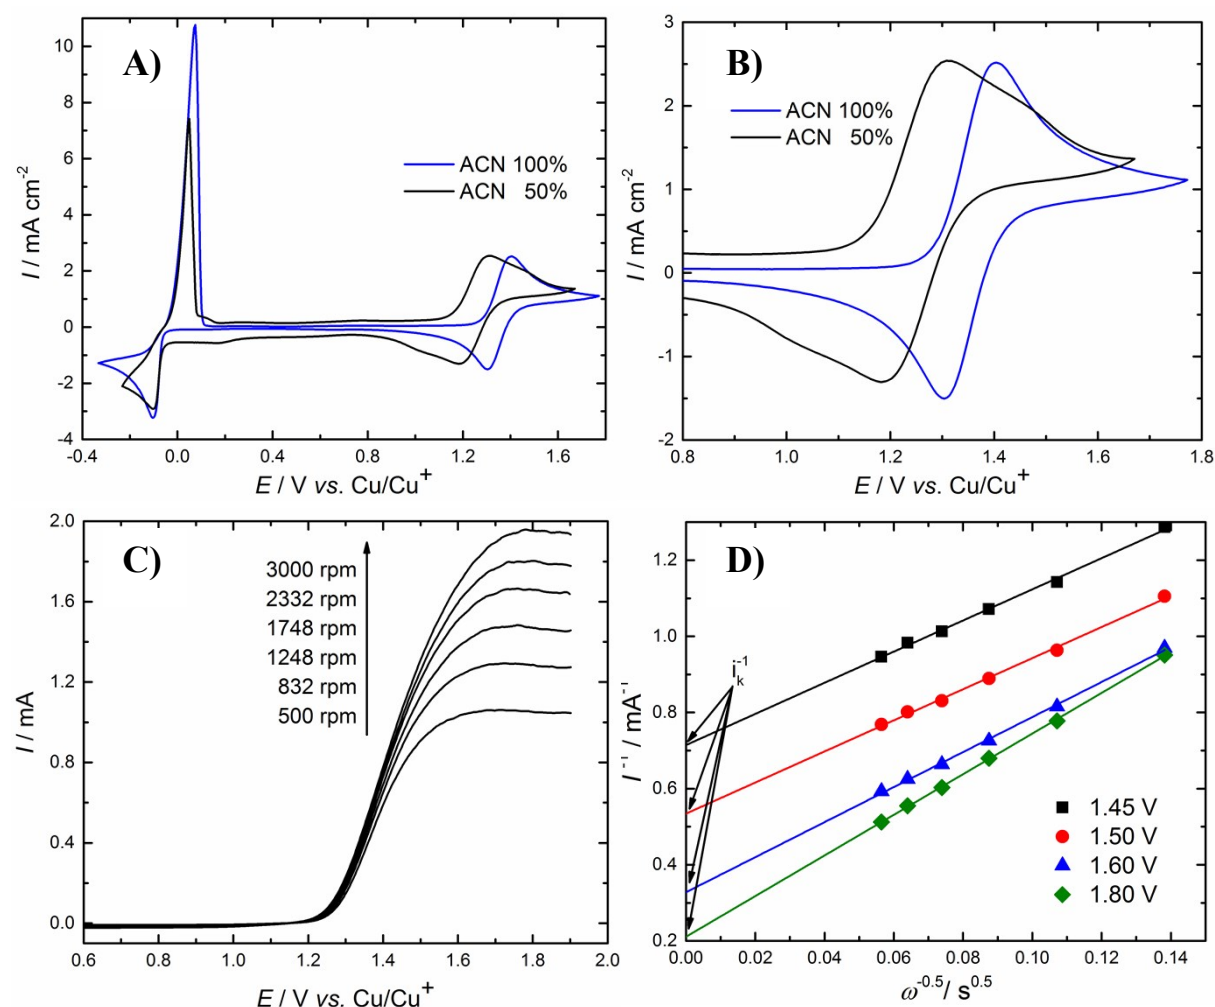 A)
ACN 100%
ACN 50%
I / mA cm-2
10
8
6
4
2
0
-2
-4
-0.4
0.0
0.4
0.8
1.2
1.6
E / V vs. Cu/Cu+
B)
ACN 100%
ACN 50%
I / mA cm-2
3
2
1
0
-1
-2
0.8
1.0
1.2
1.4
1.6
1.8
E / V vs. Cu/Cu+
C)
3000 rpm
2332 rpm
1748 rpm
1248 rpm
832 rpm
500 rpm
I / mA
2.0
1.6
1.2
0.8
0.4
0.0
0.6
0.8
1.0
1.2
1.4
1.6
1.8
2.0
E / V vs. Cu/Cu+
D)
ik-1
1.45 V
1.50 V
1.60 V
1.80 V
I-1 / mA-1
1.2
1.0
0.8
0.6
0.4
0.2
0.00
0.02
0.04
0.06
0.08
0.10
0.12
0.14
ω-0.5/ s0.5